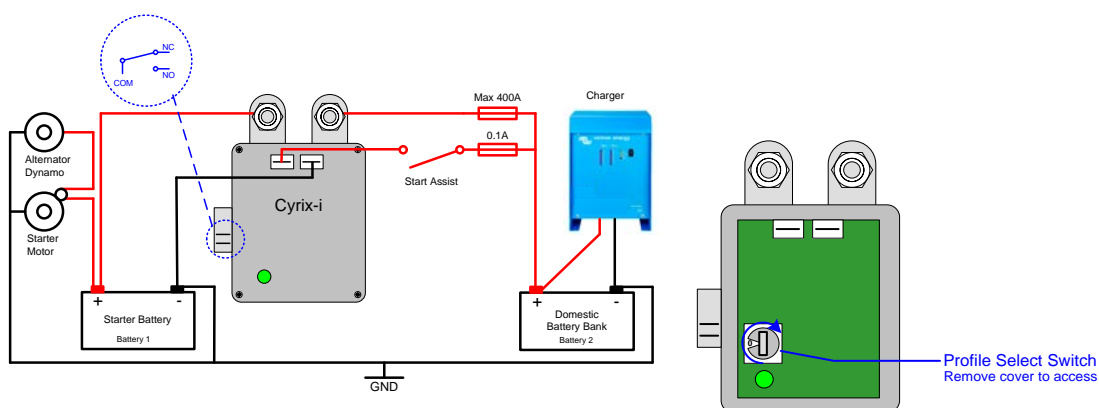 NC
COM
NO
Max 400A
Charger
0.1A
Alternator
Dynamo
Start Assist
Cyrix-i
Starter
Motor
+ -
Starter Battery
Battery 1
+ -
Domestic
Battery Bank
Battery 2
GND
Profile Select Switch
Remove cover to access